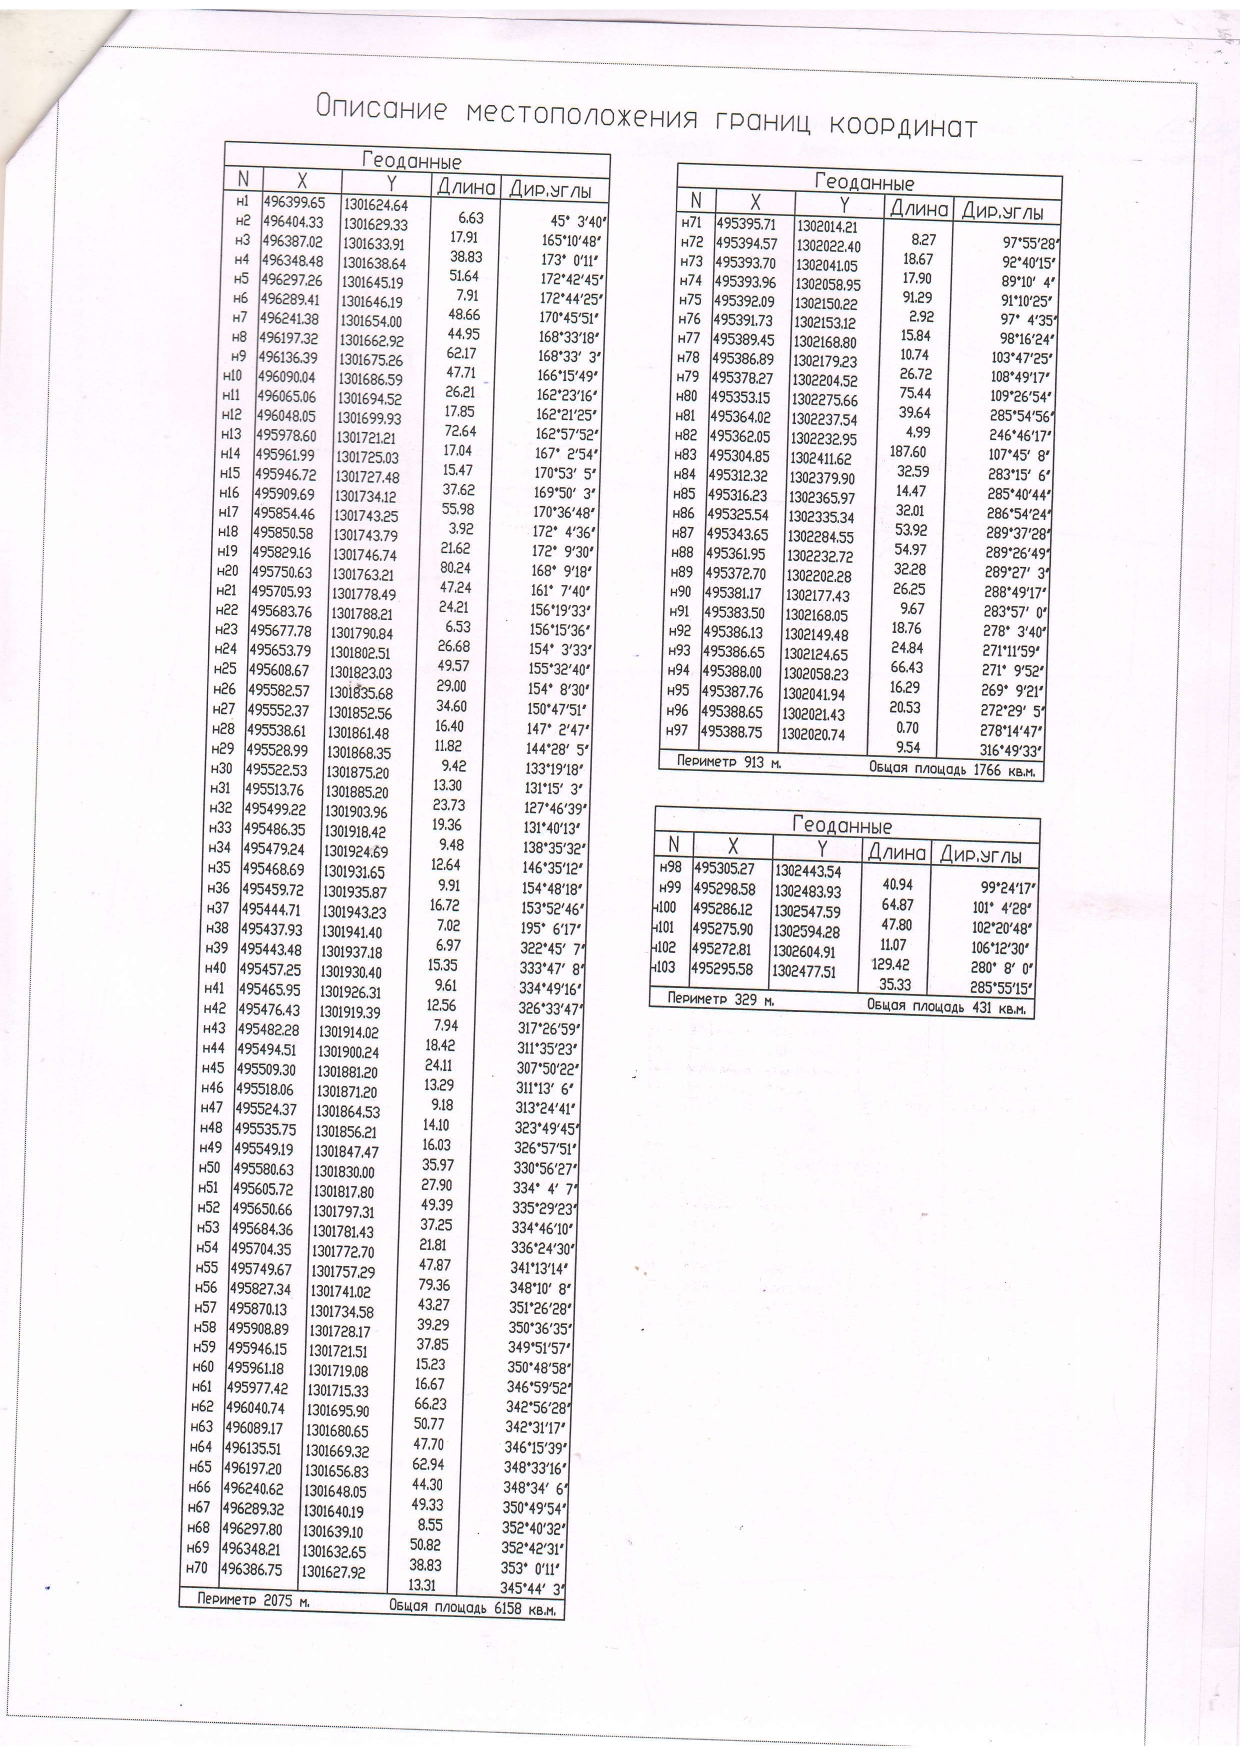 Описание местоположения границ координат
Геоданные
N X Y Длина Дир.углы
н1 496399.65 1301624.64
6.63 45° 3'40"
н2 496404.33 1301629.33
17.91 165°10'48"
н3 496387.02 1301633.91
38.83 173° 0'11"
н4 496348.48 1301638.64
51.64 172°42'45"
н5 496297.26 1301645.19
7.91 172°44'25"
н6 496289.41 1301646.19
48.66 170°45'51"
н7 496241.38 1301654.00
44.95 168°33'18"
н8 496197.32 1301662.92
62.17 168°33' 3"
н9 496136.39 1301675.26
47.71 166°15'49"
н10 496090.04 1301686.59
26.21 162°23'16"
н11 496065.06 1301694.52
17.85 162°21'25"
н12 496048.05 1301699.93
72.64 162°57'52"
н13 495978.60 1301721.21
17.04 167° 2'54"
н14 495961.99 1301725.03
15.47 170°53' 5"
н15 495946.72 1301727.48
37.62 169°50' 3"
н16 495909.69 1301734.12
55.98 170°36'48"
н17 495854.46 1301743.25
3.92 172° 4'36"
н18 495850.58 1301743.79
21.62 172° 9'30"
н19 495829.16 1301746.74
80.24 168° 9'18"
н20 495750.63 1301763.21
47.24 161° 7'40"
н21 495705.93 1301778.49
24.21 156°19'33"
н22 495683.76 1301788.21
6.53 156°15'36"
н23 495677.78 1301790.84
26.68 154° 3'33"
н24 495653.79 1301802.51
49.57 155°32'40"
н25 495608.67 1301823.03
29.00 154° 8'30"
н26 495582.57 1301835.68
34.60 150°47'51"
н27 495552.37 1301852.56
16.40 147° 2'47"
н28 495538.61 1301861.48
11.82 144°28' 5"
н29 495528.99 1301868.35
9.42 133°19'18"
н30 495522.53 1301875.20
13.30 131°15' 3"
н31 495513.76 1301885.20
23.73 127°46'39"
н32 495499.22 1301903.96
19.36 131°40'13"
н33 495486.35 1301918.42
9.48 138°35'32"
н34 495479.24 1301924.69
12.64 146°35'12"
н35 495468.69 1301931.65
9.91 154°48'18"
н36 495459.72 1301935.87
16.72 153°52'46"
н37 495444.71 1301943.23
7.02 195° 6'17"
н38 495437.93 1301941.40
6.97 322°45' 7"
н39 495443.48 1301937.18
15.35 333°47' 8"
н40 495457.25 1301930.40
9.61 334°49'16"
н41 495465.95 1301926.31
12.56 326°33'47"
н42 495476.43 1301919.39
7.94 317°26'59"
н43 495482.28 1301914.02
18.42 311°35'23"
н44 495494.51 1301900.24
24.11 307°50'22"
н45 495509.30 1301881.20
13.29 311°13' 6"
н46 495518.06 1301871.20
9.18 313°24'41"
н47 495524.37 1301864.53
14.10 323°49'45"
н48 495535.75 1301856.21
16.03 326°57'51"
н49 495549.19 1301847.47
35.97 330°56'27"
н50 495580.63 1301830.00
27.90 334° 4' 7"
н51 495605.72 1301817.80
49.39 335°29'23"
н52 495650.66 1301797.31
37.25 334°46'10"
н53 495684.36 1301781.43
21.81 336°24'30"
н54 495704.35 1301772.70
47.87 341°13'14"
н55 495749.67 1301757.29
79.36 348°10' 8"
н56 495827.34 1301741.02
43.27 351°26'28"
н57 495870.13 1301734.58
39.29 350°36'35"
н58 495908.89 1301728.17
37.85 349°51'57"
н59 495946.15 1301721.51
15.23 350°48'58"
н60 495961.18 1301719.08
16.67 346°59'52"
н61 495977.42 1301715.33
66.23 342°56'28"
н62 496040.74 1301695.90
50.77 342°31'17"
н63 496089.17 1301680.65
47.70 346°15'39"
н64 496135.51 1301669.32
62.94 348°33'16"
н65 496197.20 1301656.83
44.30 348°34' 6"
н66 496240.62 1301648.05
49.33 350°49'54"
н67 496289.32 1301640.19
8.55 352°40'32"
н68 496297.80 1301639.10
50.82 352°42'31"
н69 496348.21 1301632.65
38.83 353° 0'11"
н70 496386.75 1301627.92
13.31 345°44' 3"
Периметр 2075 м. Общая площадь 6158 кв.м.
Геоданные
N X Y Длина Дир.углы
н71 495395.71 1302014.21
8.27 97°55'28"
н72 495394.57 1302022.40
18.67 92°40'15"
н73 495393.70 1302041.05
17.90 89°10' 4"
н74 495393.96 1302058.95
91.29 91°10'25"
н75 495392.09 1302150.22
2.92 97° 4'35"
н76 495391.73 1302153.12
15.84 98°16'24"
н77 495389.45 1302168.80
10.74 103°47'25"
н78 495386.89 1302179.23
26.72 108°49'17"
н79 495378.27 1302204.52
75.44 109°26'54"
н80 495353.15 1302275.66
39.64 285°54'56"
н81 495364.02 1302237.54
4.99 246°46'17"
н82 495362.05 1302232.95
187.60 107°45' 8"
н83 495304.85 1302411.62
32.59 283°15' 6"
н84 495312.32 1302379.90
14.47 285°40'44"
н85 495316.23 1302365.97
32.01 286°54'24"
н86 495325.54 1302335.34
53.92 289°37'28"
н87 495343.65 1302284.55
54.97 289°26'49"
н88 495361.95 1302232.72
32.28 289°27' 3"
н89 495372.70 1302202.28
26.25 288°49'17"
н90 495381.17 1302177.43
9.67 283°57' 0"
н91 495383.50 1302168.05
18.76 278° 3'40"
н92 495386.13 1302149.48
24.84 271°11'59"
н93 495386.65 1302124.65
66.43 271° 9'52"
н94 495388.00 1302058.23
16.29 269° 9'21"
н95 495387.76 1302041.94
20.53 272°29' 5"
н96 495388.65 1302021.43
0.70 278°14'47"
н97 495388.75 1302020.74
9.54 316°49'33"
Периметр 913 м. Общая площадь 1766 кв.м.
Геоданные
N X Y Длина Дир.углы
н98 495305.27 1302443.54
40.94 99°24'17"
н99 495298.58 1302483.93
64.87 101° 4'28"
н100 495286.12 1302547.59
47.80 102°20'48"
н101 495275.90 1302594.28
11.07 106°12'30"
н102 495272.81 1302604.91
129.42 280° 8' 0"
н103 495295.58 1302477.51
35.33 285°55'15"
Периметр 329 м. Общая площадь 431 кв.м.